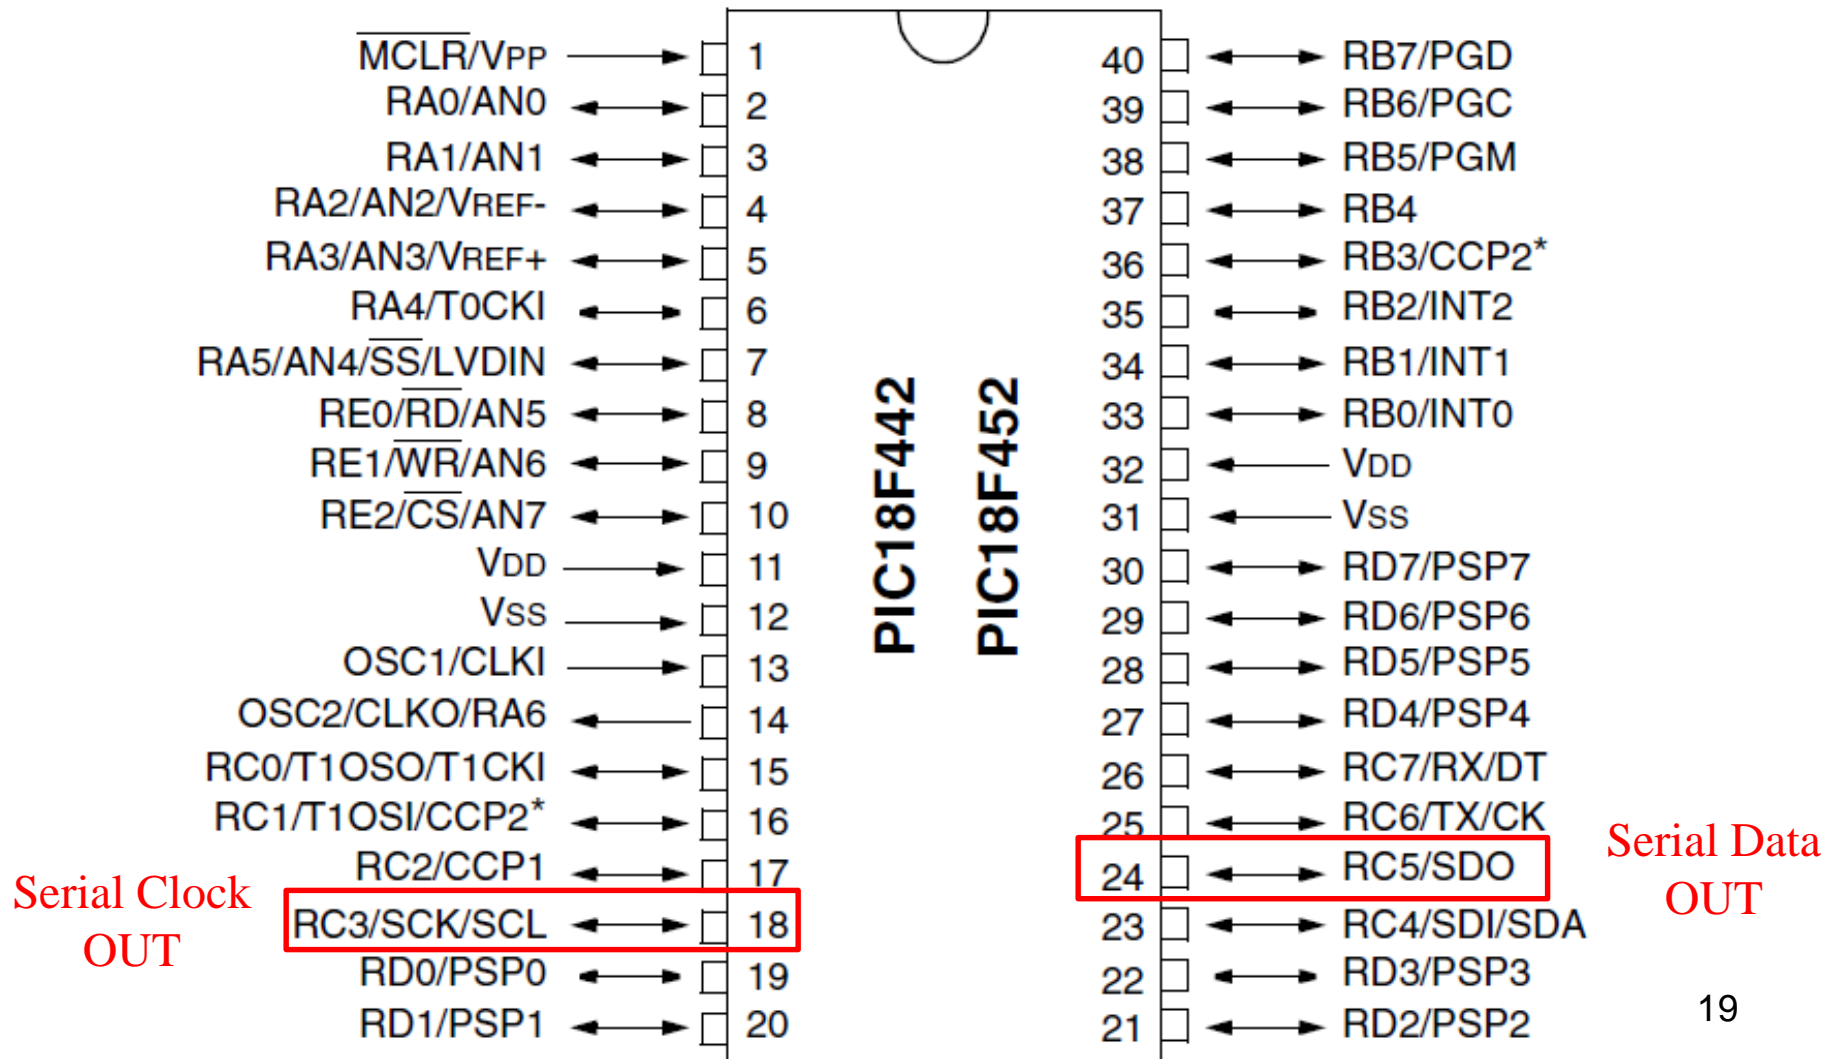 MCLR/VPP 1 40 RB7/PGD
RA0/AN0 2 39 RB6/PGC
RA1/AN1 3 38 RB5/PGM
RA2/AN2/VREF- 4 37 RB4
RA3/AN3/VREF+ 5 36 RB3/CCP2*
RA4/T0CKI 6 35 RB2/INT2
RA5/AN4/SS/LVDIN 7 34 RB1/INT1
RE0/RD/AN5 8 33 RB0/INT0
RE1/WR/AN6 9 32 VDD
RE2/CS/AN7 10 31 VSS
VDD 11 30 RD7/PSP7
VSS 12 29 RD6/PSP6
OSC1/CLKI 13 28 RD5/PSP5
OSC2/CLKO/RA6 14 27 RD4/PSP4
RC0/T1OSO/T1CKI 15 26 RC7/RX/DT
RC1/T1OSI/CCP2* 16 25 RC6/TX/CK
RC2/CCP1 17 24 RC5/SDO
RC3/SCK/SCL 18 23 RC4/SDI/SDA
RD0/PSP0 19 22 RD3/PSP3
RD1/PSP1 20 21 RD2/PSP2
PIC18F442
PIC18F452
Serial Clock
OUT
Serial Data
OUT
19